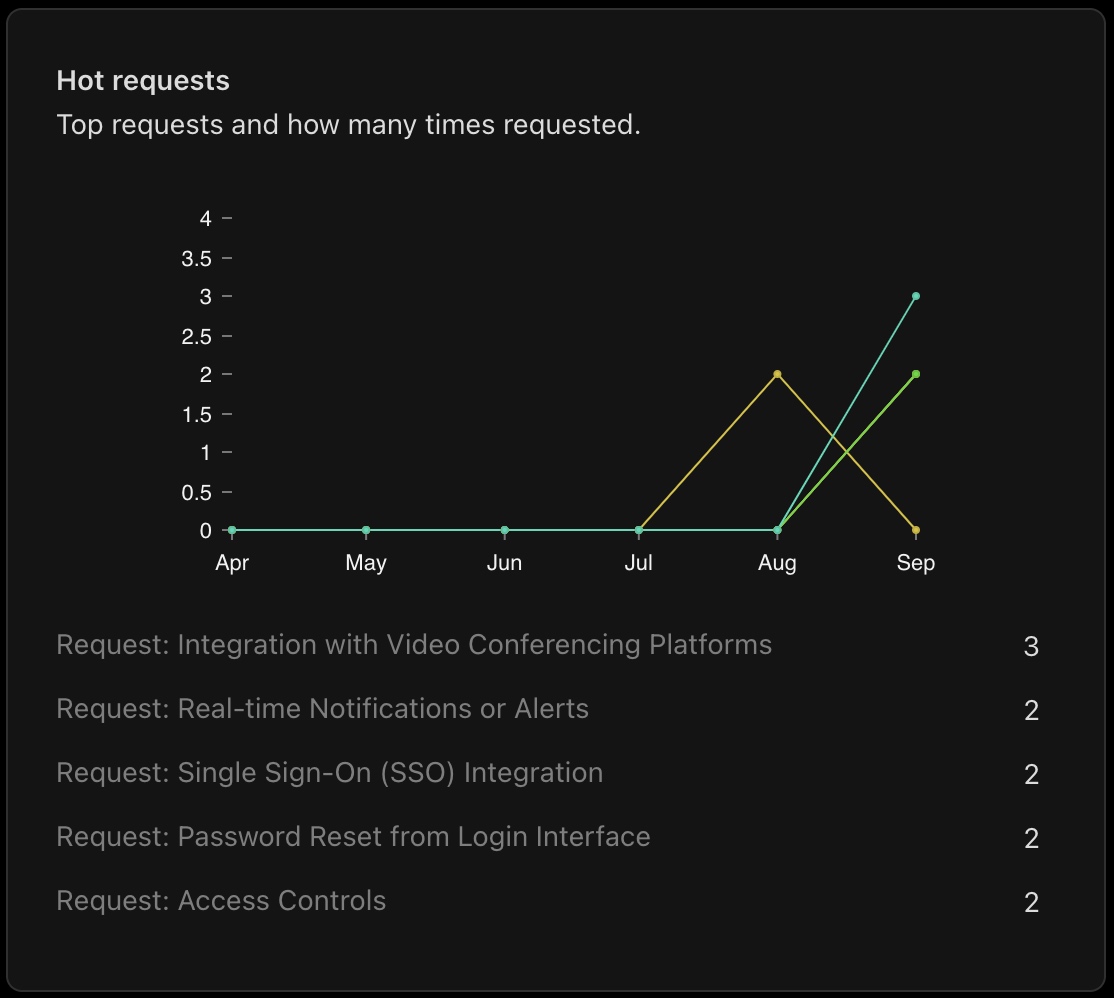 Hot requests
Top requests and how many times requested.
4
3.5
3
2.5
2
1.5
1
0.5
0
Apr May Jun Jul Aug Sep
Request: Integration with Video Conferencing Platforms 3
Request: Real-time Notifications or Alerts 2
Request: Single Sign-On (SSO) Integration 2
Request: Password Reset from Login Interface 2
Request: Access Controls 2